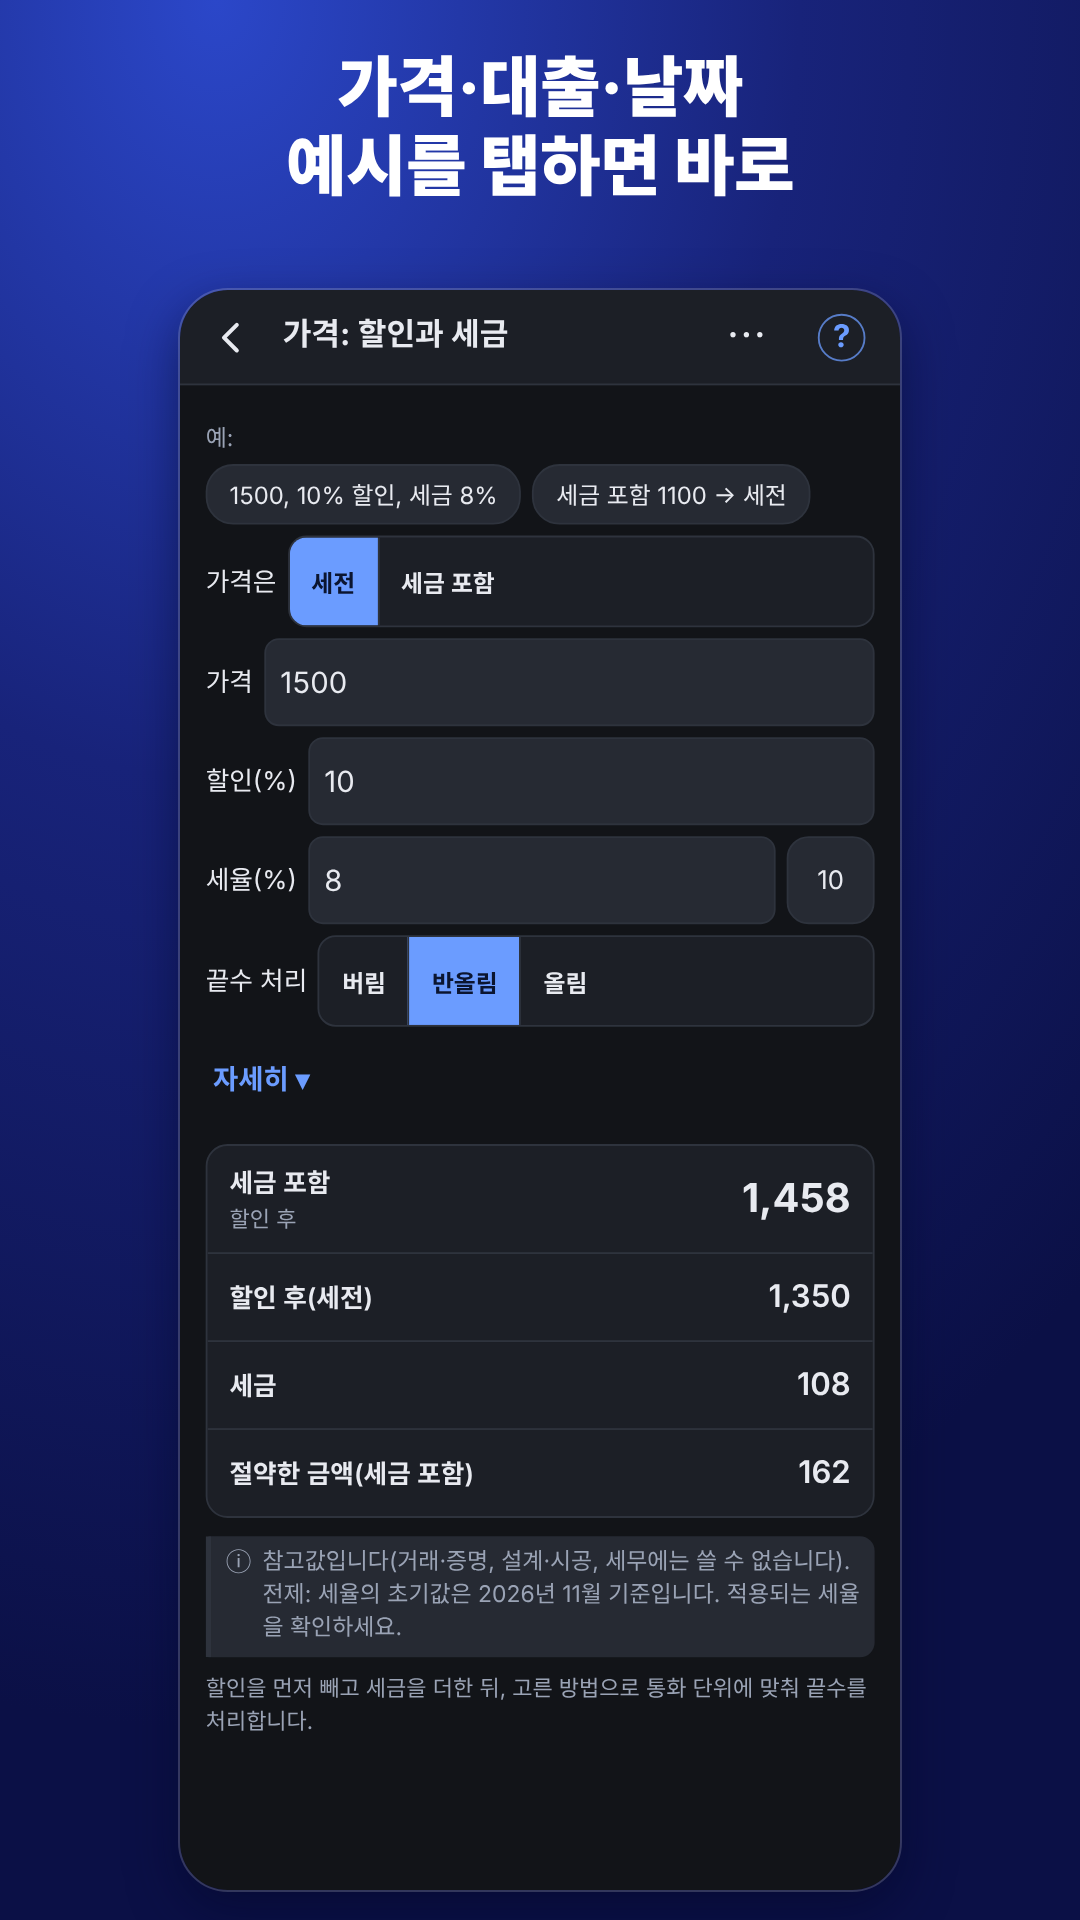 가격·대출·날짜
예시를 탭하면 바로
가격: 할인과 세금
···
?
예:
1500, 10% 할인, 세금 8%
세금 포함 1100 → 세전
가격은
세전
세금 포함
가격
1500
할인(%)
10
세율(%)
8
10
끝수 처리
버림
반올림
올림
자세히 ▾
세금 포함
할인 후
1,458
할인 후(세전)
1,350
세금
108
절약한 금액(세금 포함)
162
ⓘ 참고값입니다(거래·증명, 설계·시공, 세무에는 쓸 수 없습니다).
전제: 세율의 초기값은 2026년 11월 기준입니다. 적용되는 세율
을 확인하세요.
할인을 먼저 빼고 세금을 더한 뒤, 고른 방법으로 통화 단위에 맞춰 끝수를
처리합니다.